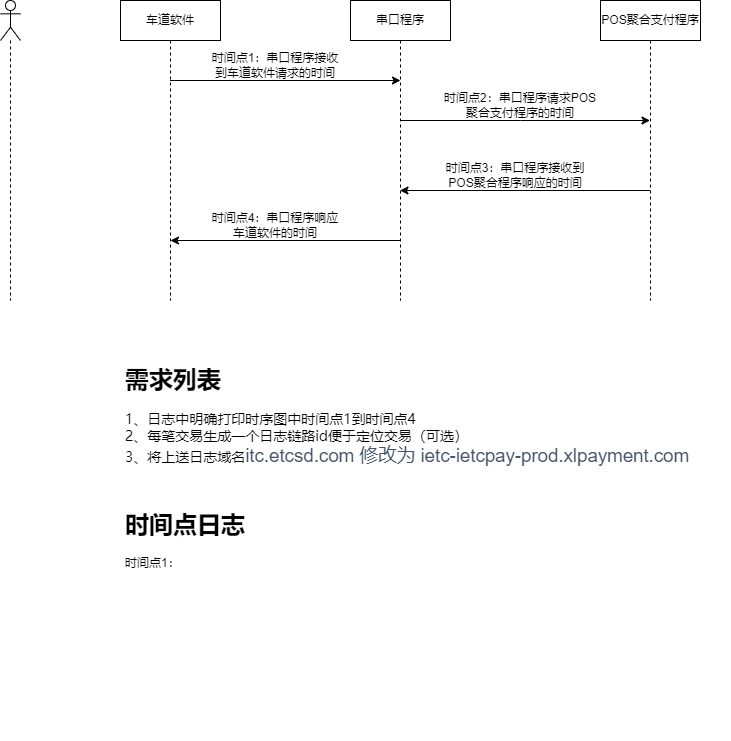 车道软件
串口程序
POS聚合支付程序
时间点1：串口程序接收
到车道软件请求的时间
时间点2：串口程序请求POS
聚合支付程序的时间
时间点3：串口程序接收到
POS聚合程序响应的时间
时间点4：串口程序响应
车道软件的时间
需求列表
1、日志中明确打印时序图中时间点1到时间点4
2、每笔交易生成一个日志链路id便于定位交易（可选）
3、将上送日志域名itc.etcsd.com 修改为 ietc-ietcpay-prod.xlpayment.com
时间点日志
时间点1：